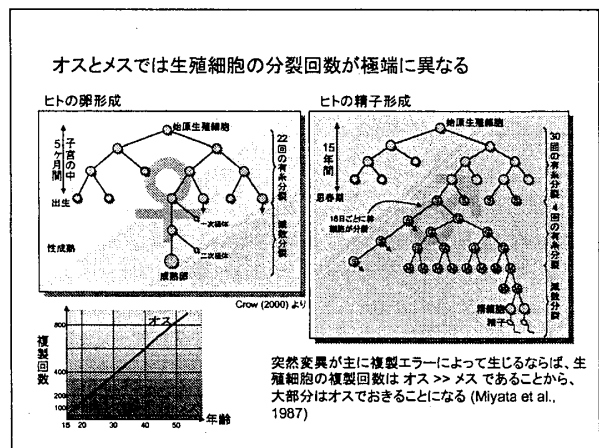 オスとメスでは生殖細胞の分裂回数が極端に異なる
ヒトの卵形成
始原生殖細胞
子宮の中
5ヶ月間
22回の有糸分裂
出生
減数分裂
一次極体
性成熟
二次極体
成熟卵
Crow (2000) より
ヒトの精子形成
始原生殖細胞
15年間
30回の有糸分裂
思春期
16日ごとに幹
細胞が分裂
4回の有糸分裂
減数分裂
精細胞
精子
オス
複製回数
800
400
200
100
15 20 30 40 50
年齢
突然変異が主に複製エラーによって生じるならば、生
殖細胞の複製回数は オス >> メス であることから、
大部分はオスでおきることになる (Miyata et al.,
1987)